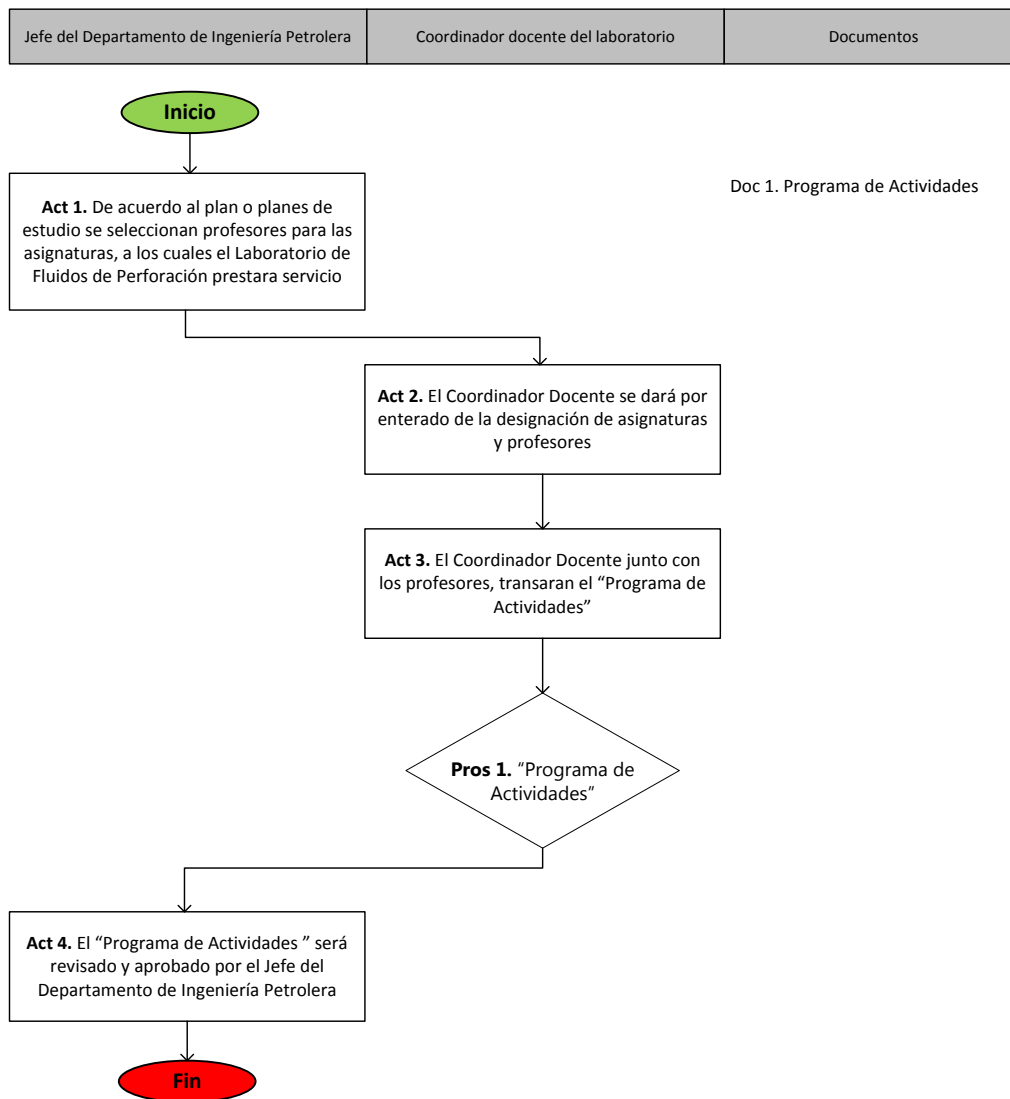 Jefe del Departamento de Ingeniería Petrolera
Coordinador docente del laboratorio
Documentos
Inicio
Doc 1. Programa de Actividades
Act 1. De acuerdo al plan o planes de
estudio se seleccionan profesores para las
asignaturas, a los cuales el Laboratorio de
Fluidos de Perforación prestara servicio
Act 2. El Coordinador Docente se dará por
enterado de la designación de asignaturas
y profesores
Act 3. El Coordinador Docente junto con
los profesores, transaran el “Programa de
Actividades”
Pros 1. “Programa de
Actividades”
Act 4. El “Programa de Actividades ” será
revisado y aprobado por el Jefe del
Departamento de Ingeniería Petrolera
Fin